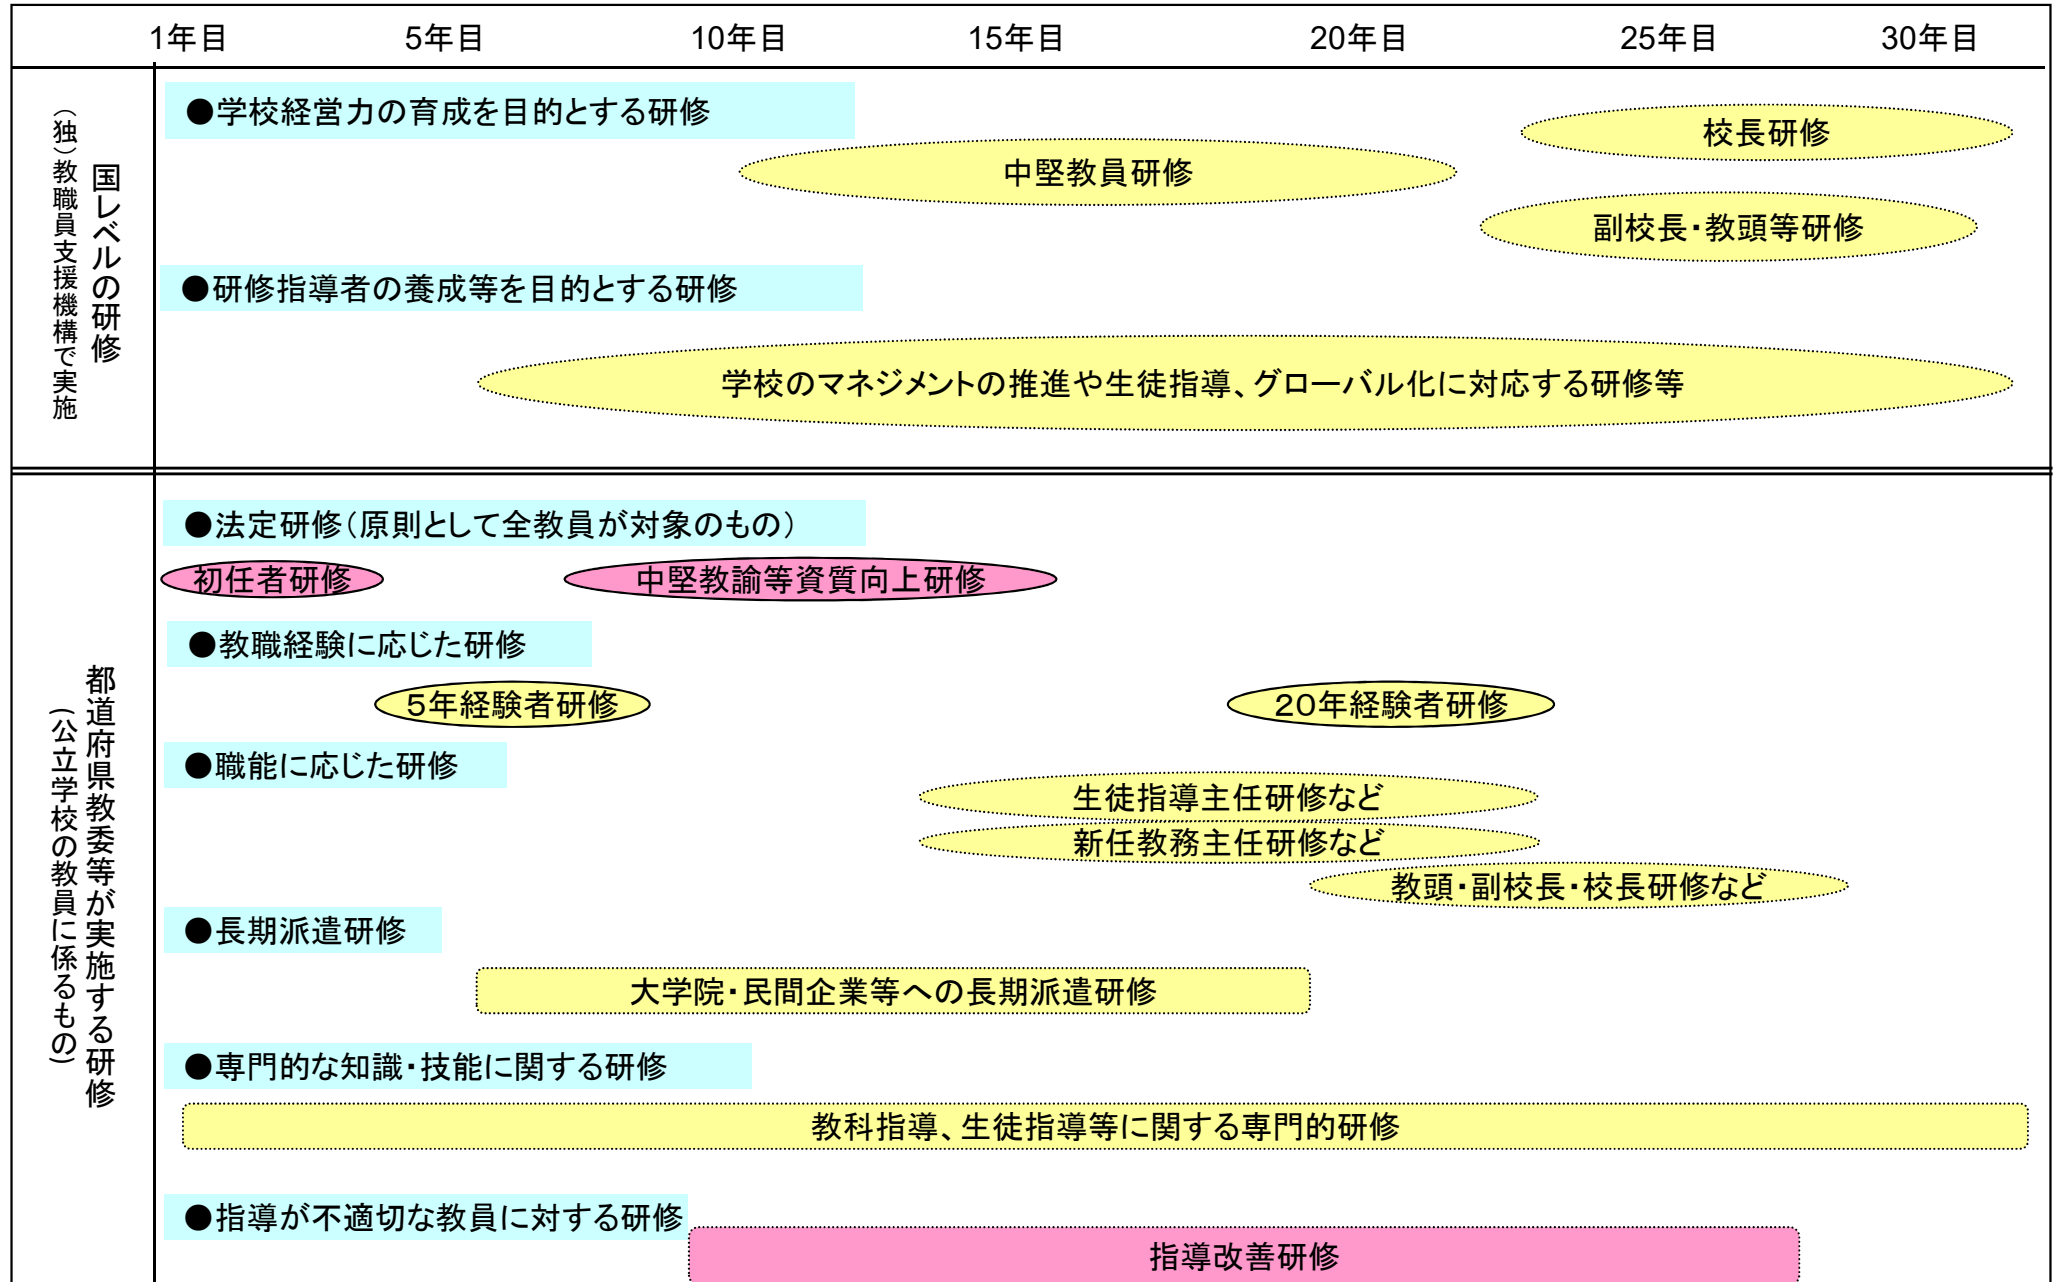 1年目 5年目 10年目 15年目 20年目 25年目 30年目
国レベルの研修
（独）教職員支援機構で実施
●学校経営力の育成を目的とする研修
校長研修
中堅教員研修
副校長・教頭等研修
●研修指導者の養成等を目的とする研修
学校のマネジメントの推進や生徒指導、グローバル化に対応する研修等
都道府県教委等が実施する研修
（公立学校の教員に係るもの）
●法定研修（原則として全教員が対象のもの）
初任者研修 中堅教諭等資質向上研修
●教職経験に応じた研修
５年経験者研修 ２０年経験者研修
●職能に応じた研修
生徒指導主任研修など
新任教務主任研修など
教頭・副校長・校長研修など
●長期派遣研修
大学院・民間企業等への長期派遣研修
●専門的な知識・技能に関する研修
教科指導、生徒指導等に関する専門的研修
●指導が不適切な教員に対する研修
指導改善研修